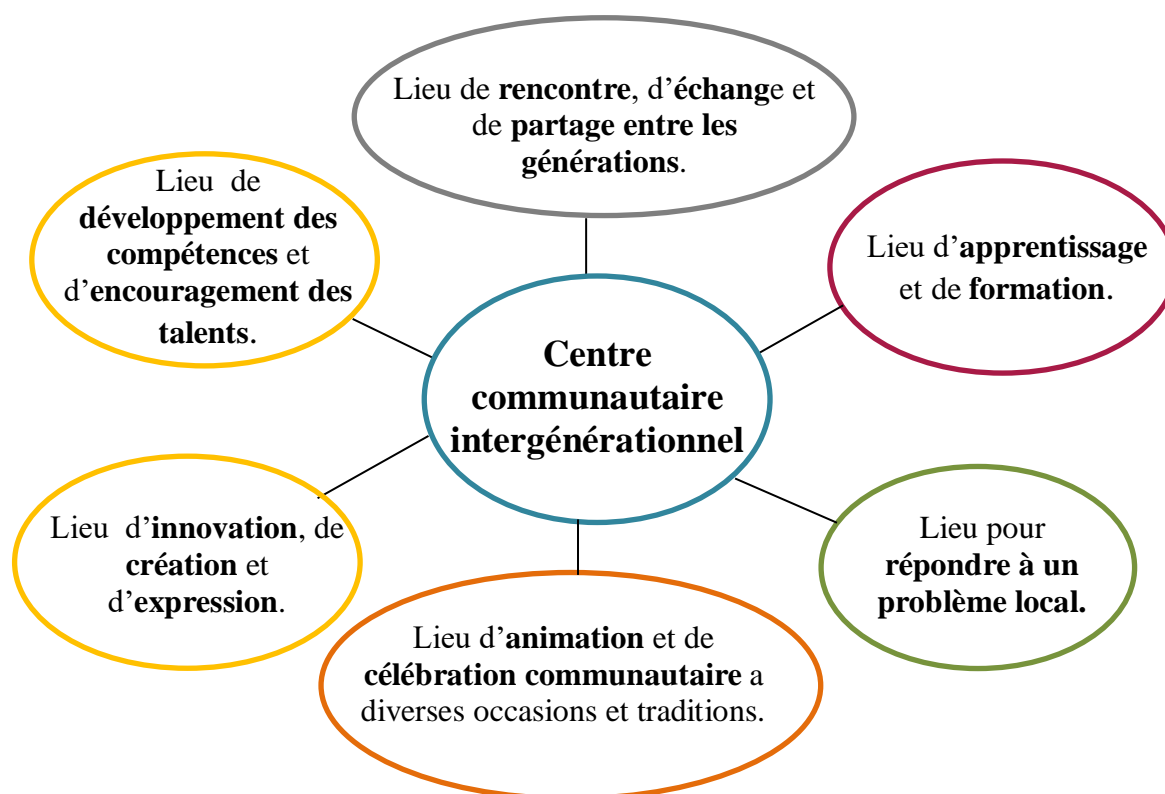 Lieu de rencontre, d'échange et
de partage entre les
générations.
Lieu de
développement des
compétences et
d'encouragement des
talents.
Lieu d'apprentissage
et de formation.
Centre
communautaire
intergénérationnel
Lieu d'innovation, de
création et
d'expression.
Lieu pour
répondre à un
problème local.
Lieu d'animation et de
célébration communautaire a
diverses occasions et traditions.